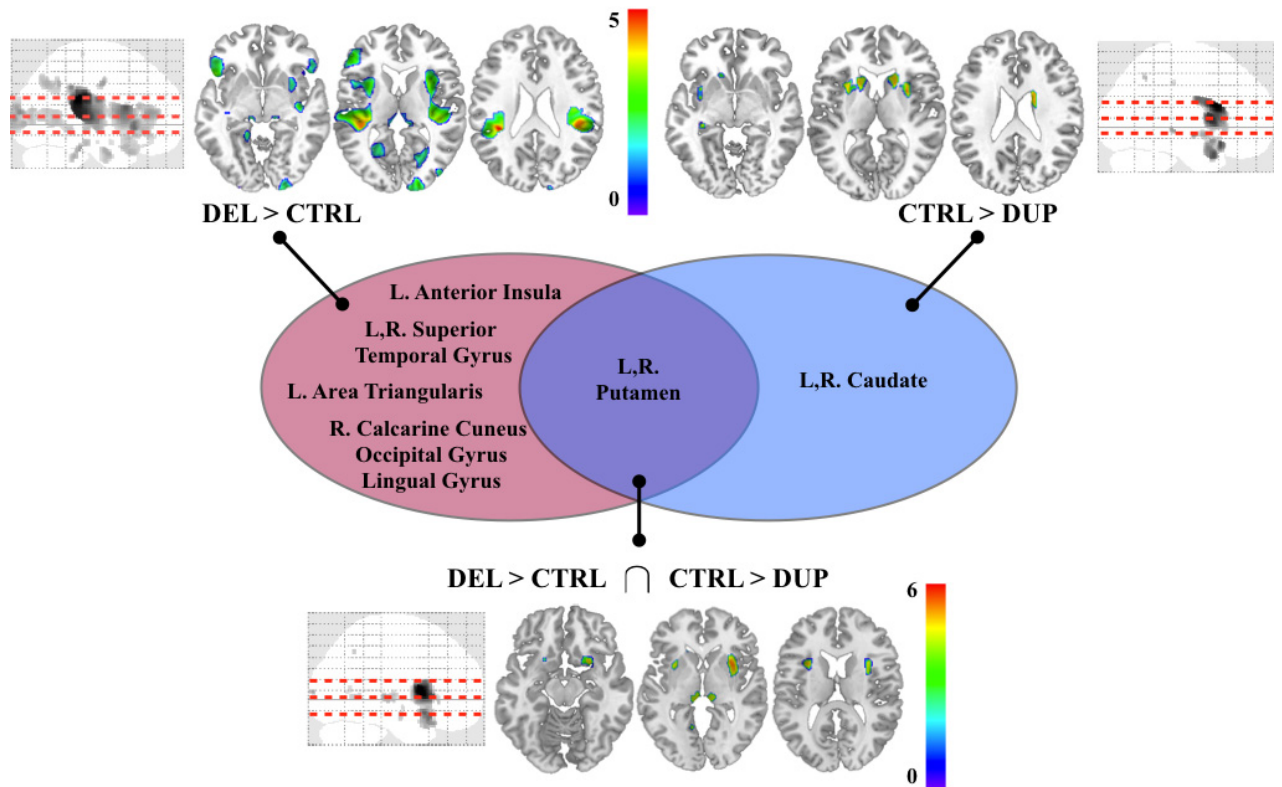 5
0
DEL > CTRL
CTRL > DUP
L. Anterior Insula
L,R. Superior
Temporal Gyrus
L. Area Triangularis
R. Calcarine Cuneus
Occipital Gyrus
Lingual Gyrus
L,R.
Putamen
L,R. Caudate
DEL > CTRL ⋂ CTRL > DUP
6
0